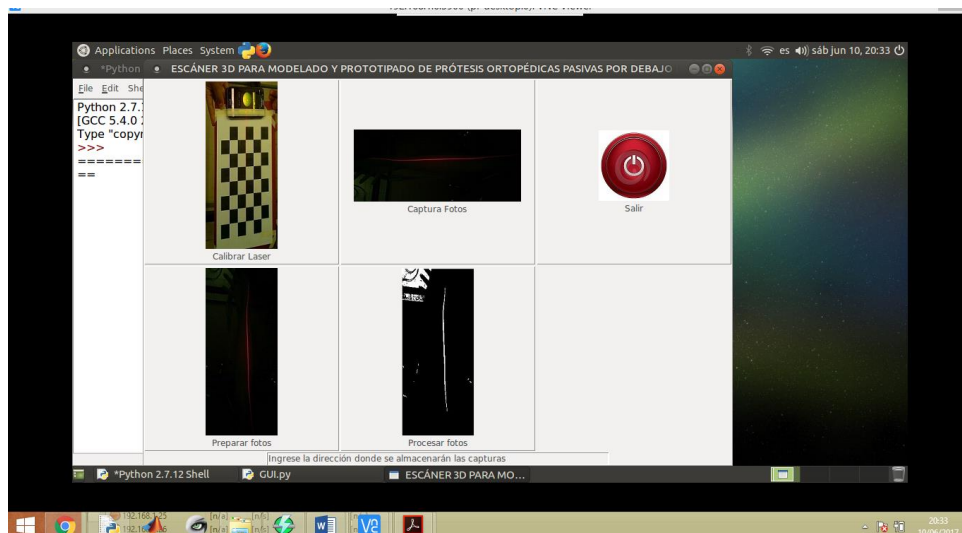 Applications Places System
es sáb jun 10, 20:33
*Python
ESCÁNER 3D PARA MODELADO Y PROTOTIPADO DE PRÓTESIS ORTOPÉDICAS PASIVAS POR DEBAJO
File Edit She
Python 2.7.
[GCC 5.4.0
Type "copyr
>>>
========
==
Calibrar Laser
Captura Fotos
Salir
Preparar fotos
Procesar fotos
Ingrese la dirección donde se almacenarán las capturas
*Python 2.7.12 Shell
GUI.py
ESCÁNER 3D PARA MO...
[n/a]
[n/s]
20:33
10/06/2017